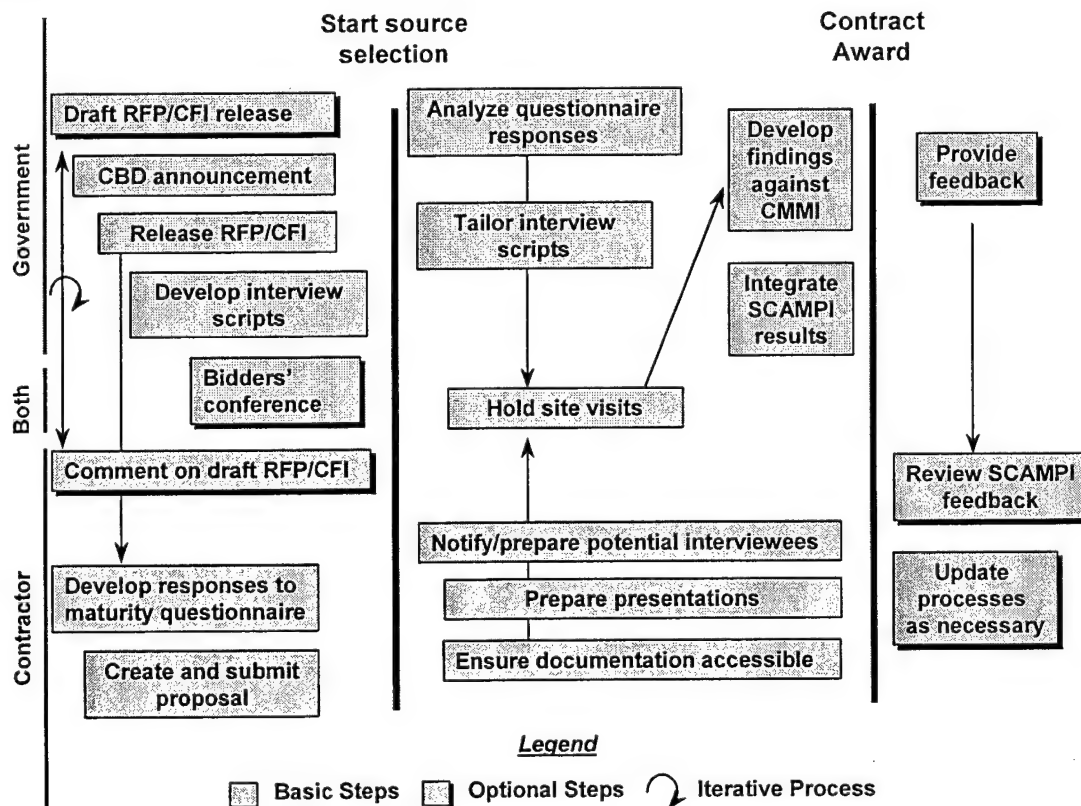 Start source
selection
Contract
Award
Government
Both
Contractor
Draft RFP/CFI release
CBD announcement
Release RFP/CFI
Develop interview
scripts
Bidders'
conference
Comment on draft RFP/CFI
Develop responses to
maturity questionnaire
Create and submit
proposal
Analyze questionnaire
responses
Tailor interview
scripts
Hold site visits
Notify/prepare potential interviewees
Prepare presentations
Ensure documentation accessible
Develop
findings
against
CMMI
Integrate
SCAMPI
results
Provide
feedback
Review SCAMPI
feedback
Update
processes
as necessary
Legend
Basic Steps
Optional Steps
Iterative Process